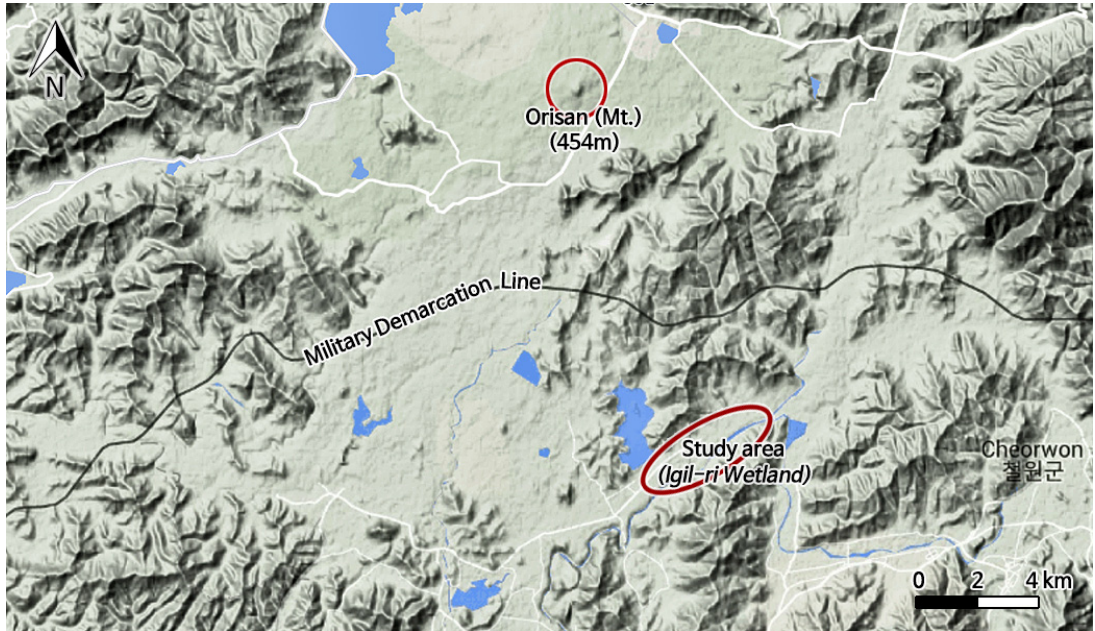 N
Orisan (Mt.)
(454m)
Military Demarcation Line
Study area
(Igil-ri Wetland)
Cheorwon
철원군
0 2 4 km